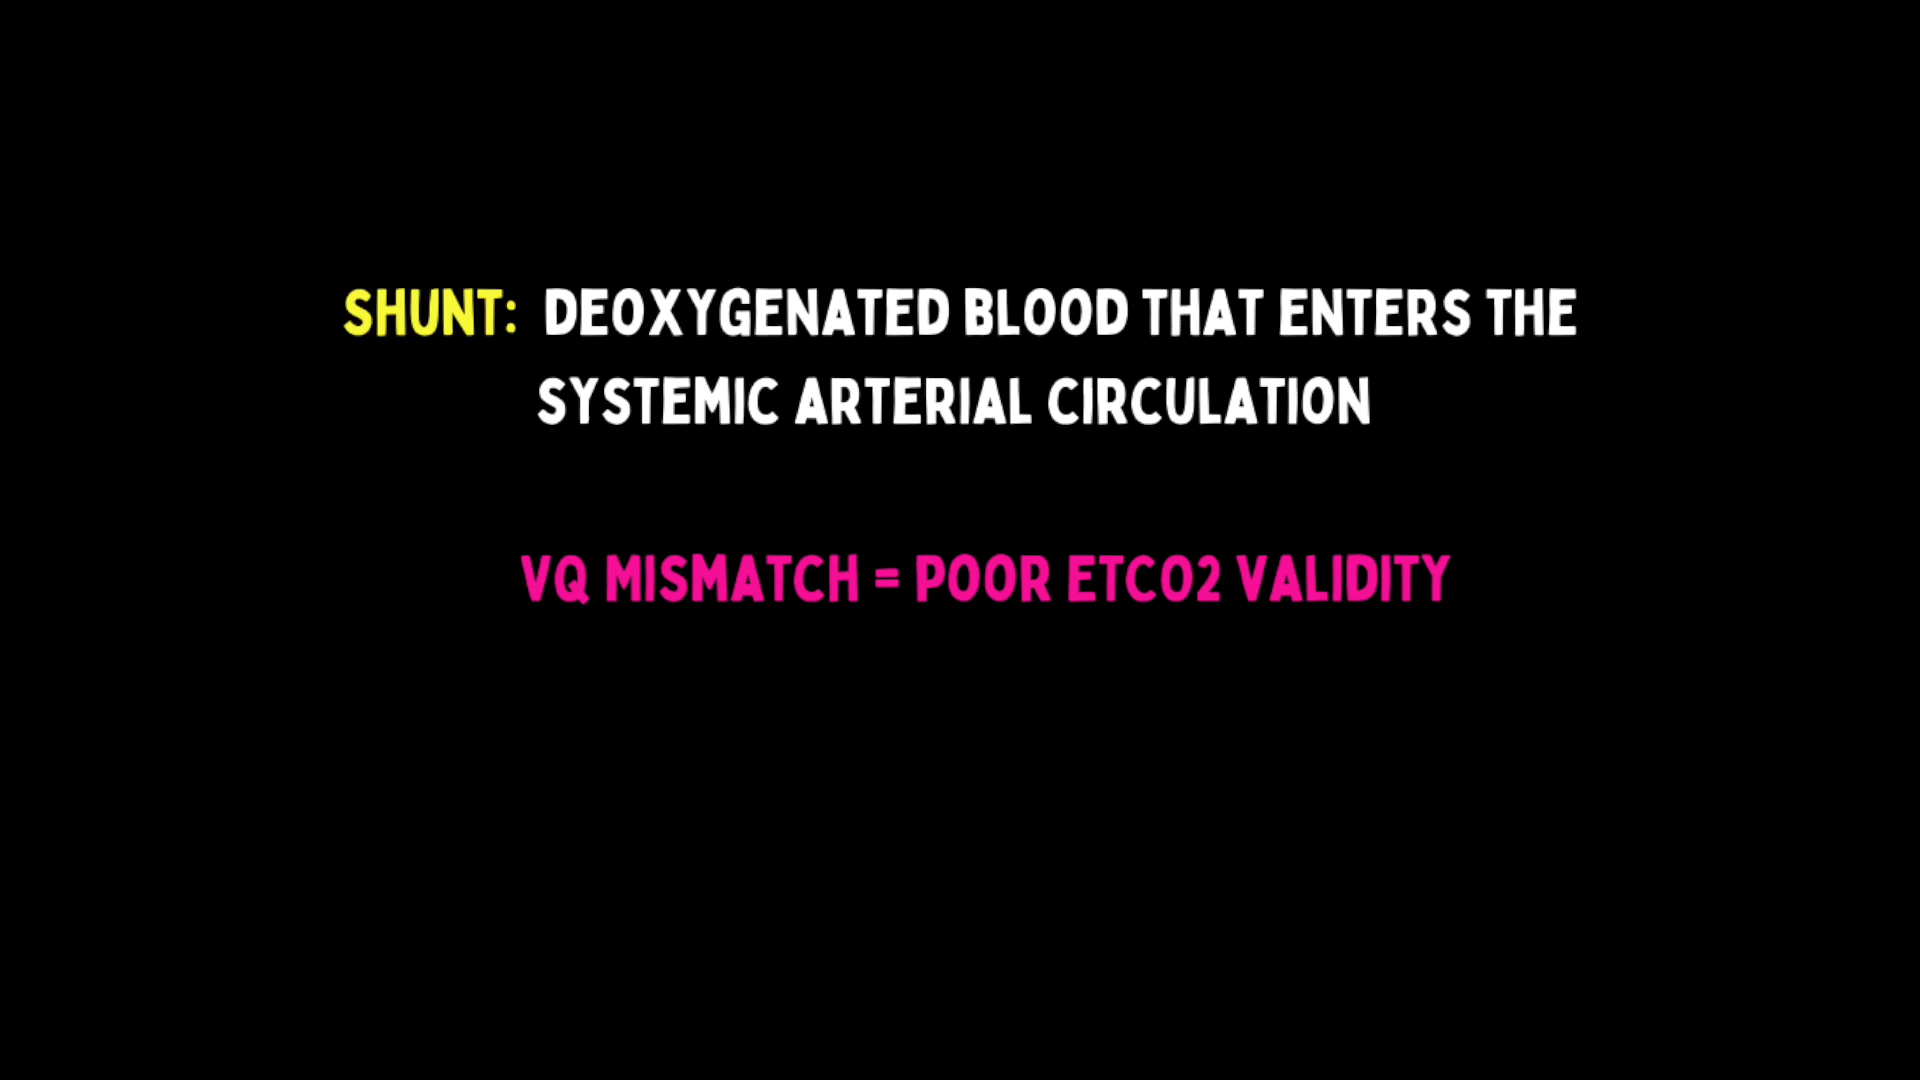 SHUNT: DEOXYGENATED BLOOD THAT ENTERS THE
SYSTEMIC ARTERIAL CIRCULATION
VQ MISMATCH = POOR ETCO2 VALIDITY